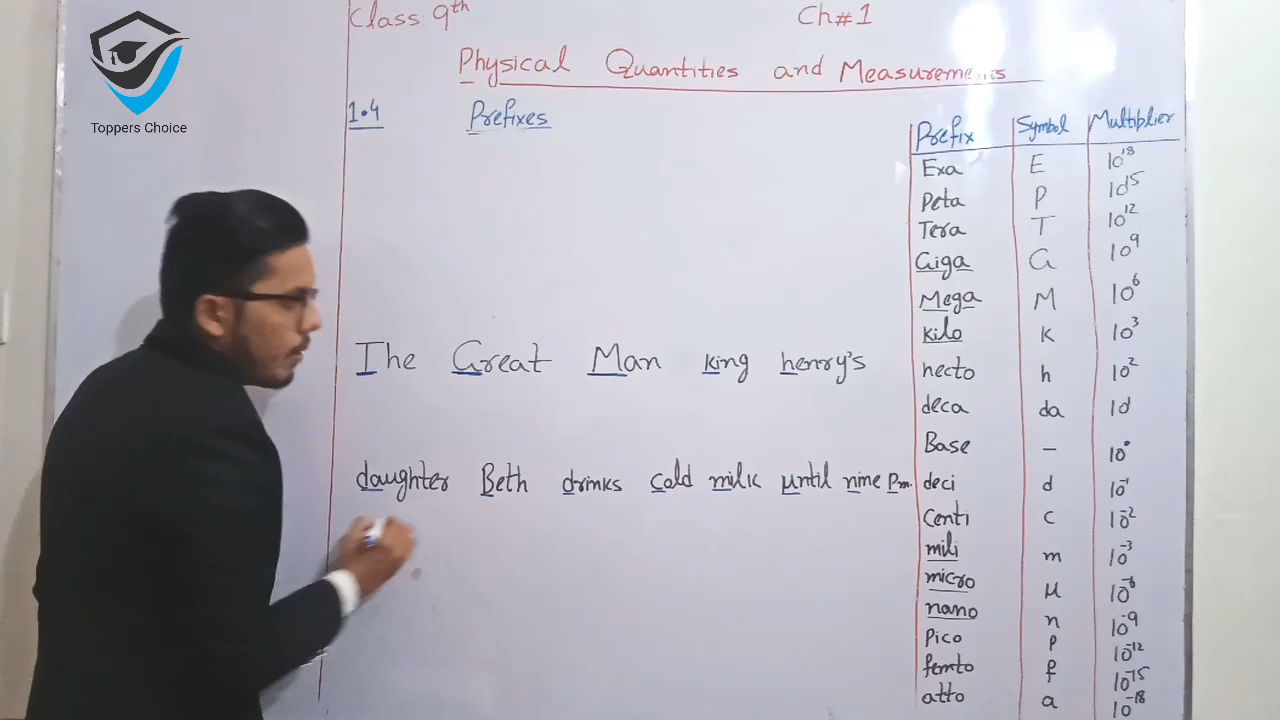 Class 9th Ch#1
Toppers Choice
Physical Quantities and Measurements
1.4 Prefixes
The Great Man king henry's
daughter Beth drinks cold milk until nine Pm.
Prefix Symbol Multiplier
Exa E 10^18
Peta P 10^15
Tera T 10^12
Giga G 10^9
Mega M 10^6
kilo k 10^3
hecto h 10^2
deca da 10^1
Base – 10^0
deci d 10^-1
Centi c 10^-2
mili m 10^-3
micro μ 10^-6
nano n 10^-9
Pico p 10^-12
femto f 10^-15
atto a 10^-18